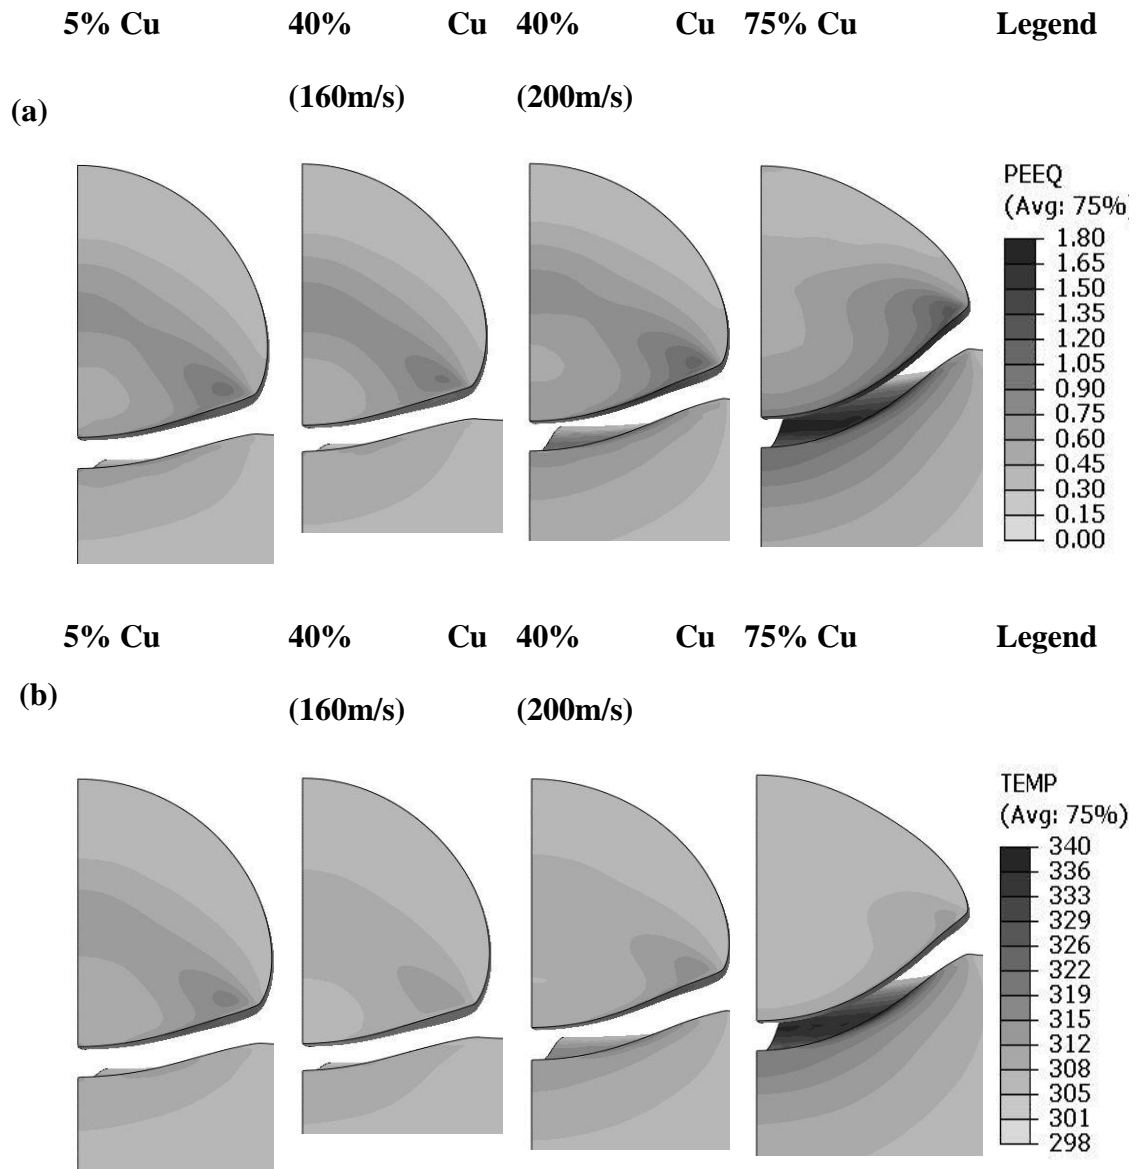 5% Cu 40% Cu 40% Cu 75% Cu Legend
(160m/s) (200m/s)
(a)
PEEQ
(Avg: 75%)
1.80
1.65
1.50
1.35
1.20
1.05
0.90
0.75
0.60
0.45
0.30
0.15
0.00
5% Cu 40% Cu 40% Cu 75% Cu Legend
(b)
(160m/s) (200m/s)
TEMP
(Avg: 75%)
340
336
333
329
326
322
319
315
312
308
305
301
298